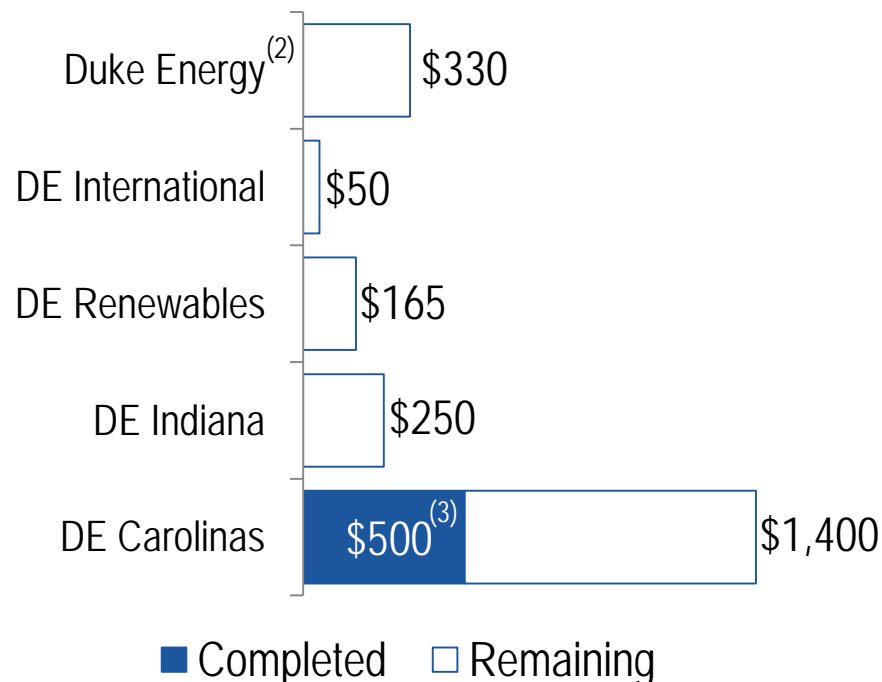 Duke Energy(2) $330
DE International $50
DE Renewables $165
DE Indiana $250
DE Carolinas $500(3) $1,400
Completed Remaining